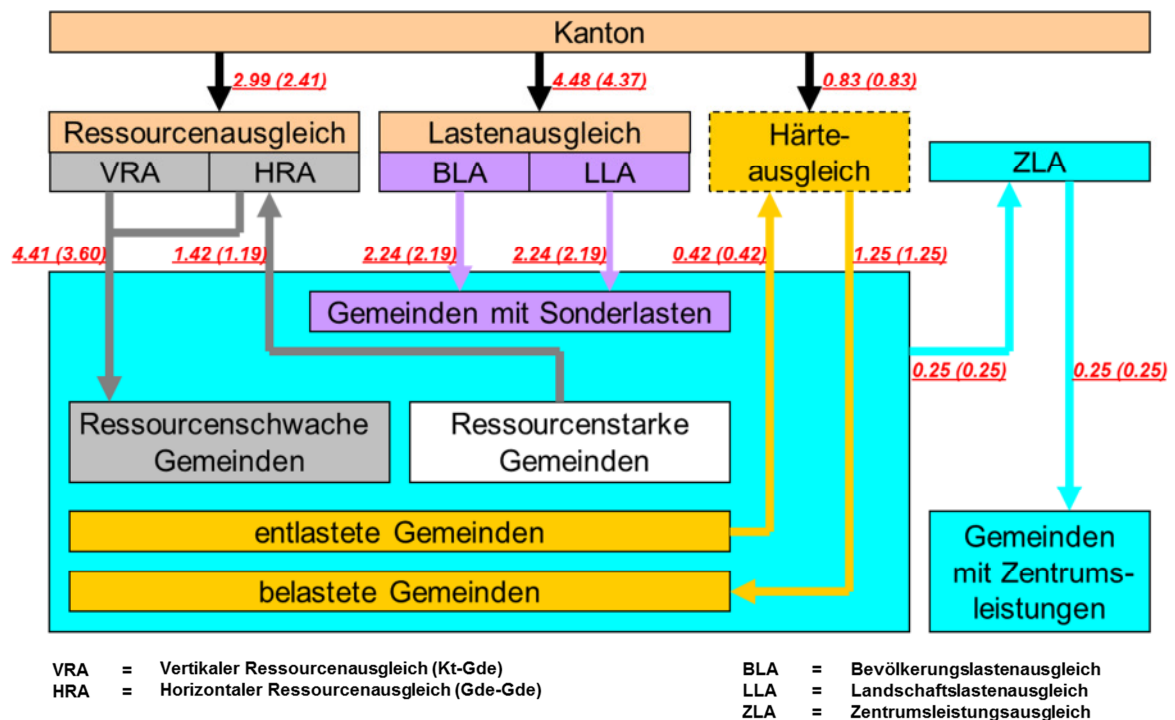 Kanton
2.99 (2.41)
4.48 (4.37)
0.83 (0.83)
Ressourcenausgleich
VRA
HRA
Lastenausgleich
BLA
LLA
Härte-
ausgleich
ZLA
4.41 (3.60)
1.42 (1.19)
2.24 (2.19)
2.24 (2.19)
0.42 (0.42)
1.25 (1.25)
Gemeinden mit Sonderlasten
0.25 (0.25)
0.25 (0.25)
Ressourcenschwache
Gemeinden
Ressourcenstarke
Gemeinden
entlastete Gemeinden
belastete Gemeinden
Gemeinden
mit Zentrums-
leistungen
VRA = Vertikaler Ressourcenausgleich (Kt-Gde)
HRA = Horizontaler Ressourcenausgleich (Gde-Gde)
BLA = Bevölkerungslastenausgleich
LLA = Landschaftslastenausgleich
ZLA = Zentrumsleistungsausgleich